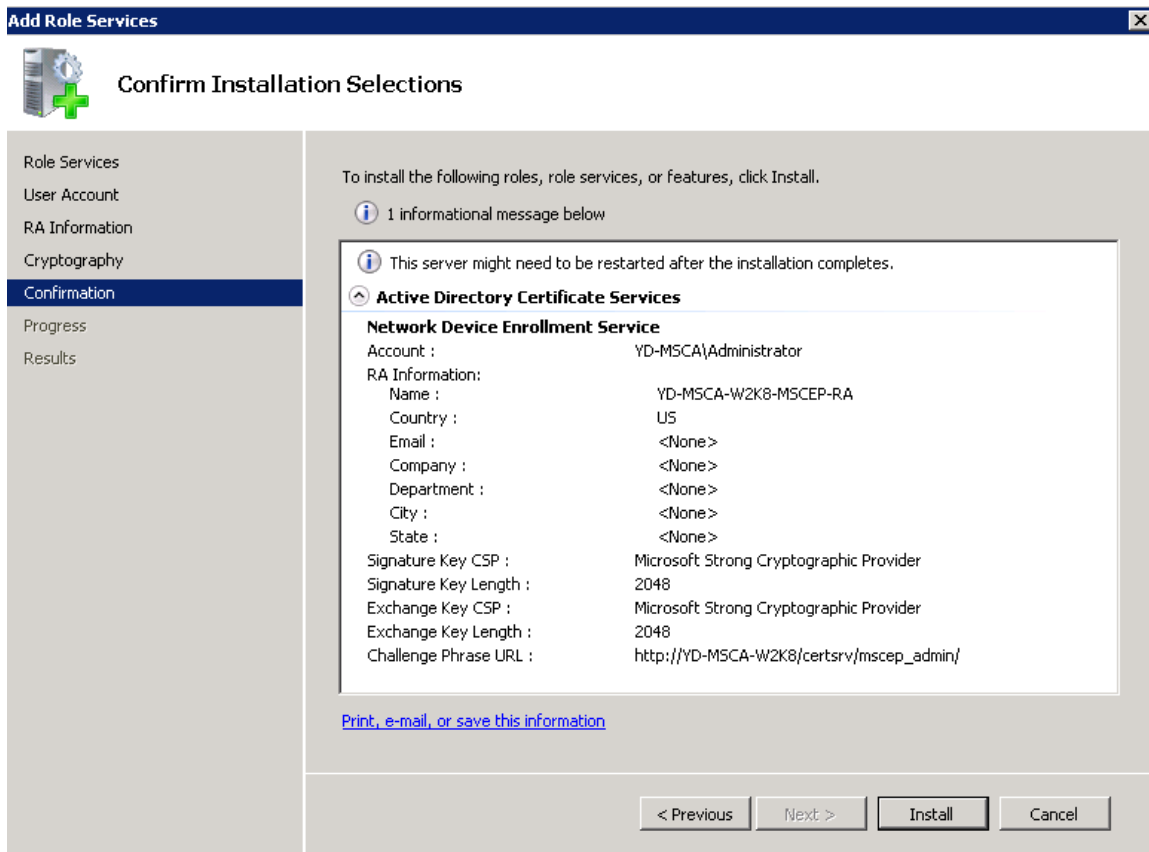 Add Role Services
Confirm Installation Selections
Role Services
User Account
RA Information
Cryptography
Confirmation
Progress
Results
To install the following roles, role services, or features, click Install.
1 informational message below
This server might need to be restarted after the installation completes.
Active Directory Certificate Services
Network Device Enrollment Service
Account : YD-MSCA\Administrator
RA Information:
Name : YD-MSCA-W2K8-MSCEP-RA
Country : US
Email : <None>
Company : <None>
Department : <None>
City : <None>
State : <None>
Signature Key CSP : Microsoft Strong Cryptographic Provider
Signature Key Length : 2048
Exchange Key CSP : Microsoft Strong Cryptographic Provider
Exchange Key Length : 2048
Challenge Phrase URL : http://YD-MSCA-W2K8/certsrv/mscep_admin/
Print, e-mail, or save this information
< Previous Next > Install Cancel